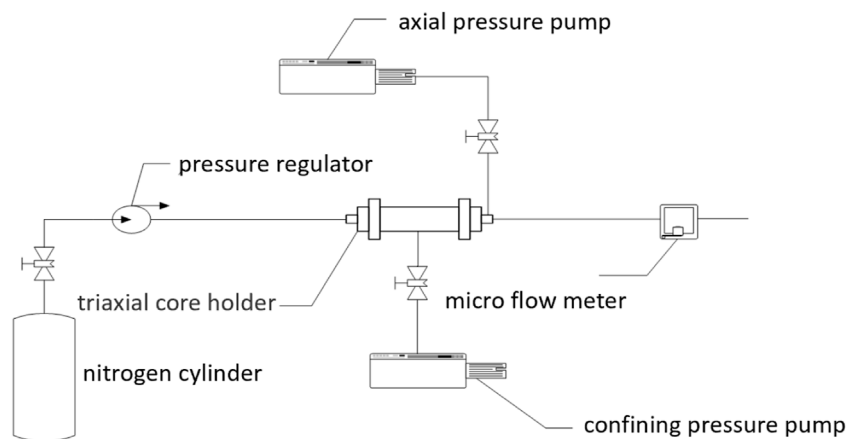 axial pressure pump
pressure regulator
triaxial core holder
micro flow meter
nitrogen cylinder
confining pressure pump